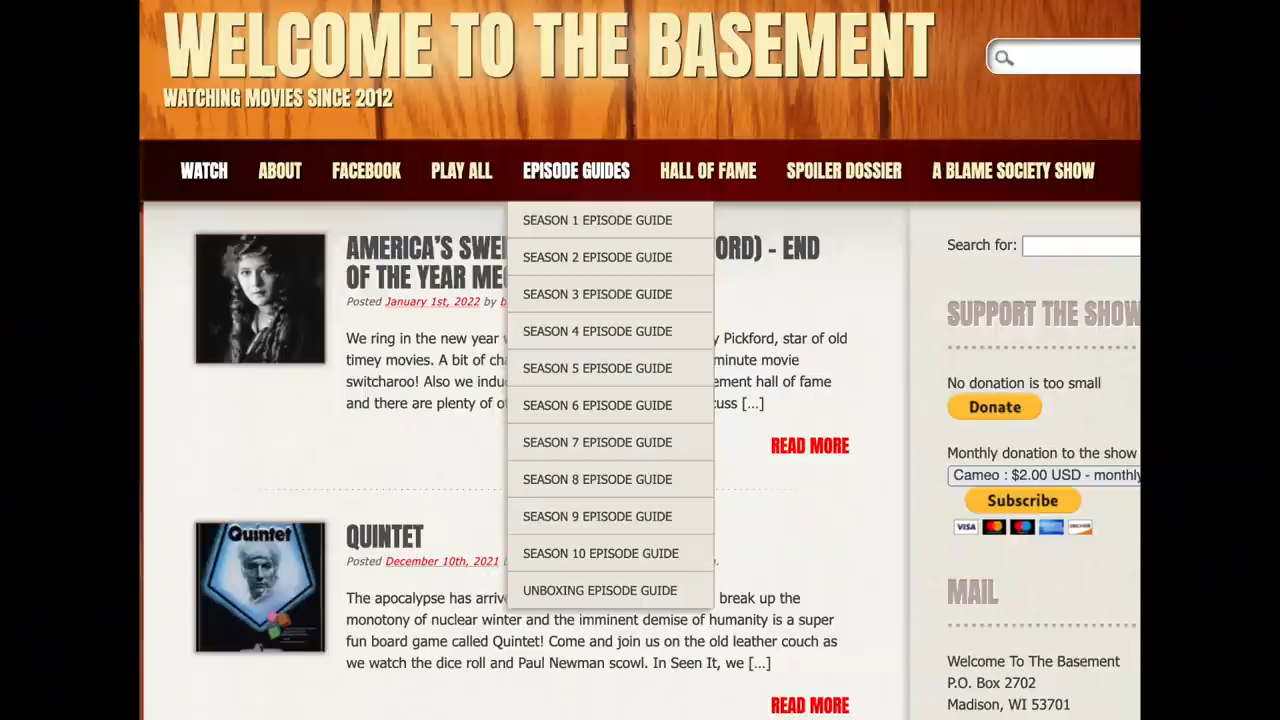 WELCOME TO THE BASEMENT
WATCHING MOVIES SINCE 2012
WATCH ABOUT FACEBOOK PLAY ALL EPISODE GUIDES HALL OF FAME SPOILER DOSSIER A BLAME SOCIETY SHOW
SEASON 1 EPISODE GUIDE
SEASON 2 EPISODE GUIDE
SEASON 3 EPISODE GUIDE
SEASON 4 EPISODE GUIDE
SEASON 5 EPISODE GUIDE
SEASON 6 EPISODE GUIDE
SEASON 7 EPISODE GUIDE
SEASON 8 EPISODE GUIDE
SEASON 9 EPISODE GUIDE
SEASON 10 EPISODE GUIDE
UNBOXING EPISODE GUIDE
AMERICA'S – END
OF THE YEAR
Posted January 1st, 2022 by
We ring in the new year Pickford, star of old
timey movies. A bit of minute movie
switcharoo! Also we hall of fame
and there are plenty of […]
READ MORE
Quintet
QUINTET
Posted December 10th, 2021
The apocalypse has break up the
monotony of nuclear winter and the imminent demise of humanity is a super
fun board game called Quintet! Come and join us on the old leather couch as
we watch the dice roll and Paul Newman scowl. In Seen It, we […]
READ MORE
Search for:
SUPPORT THE SHOW
No donation is too small
Donate
Monthly donation to the show
Cameo : $2.00 USD - monthly
Subscribe
VISA DISCOVER
MAIL
Welcome To The Basement
P.O. Box 2702
Madison, WI 53701